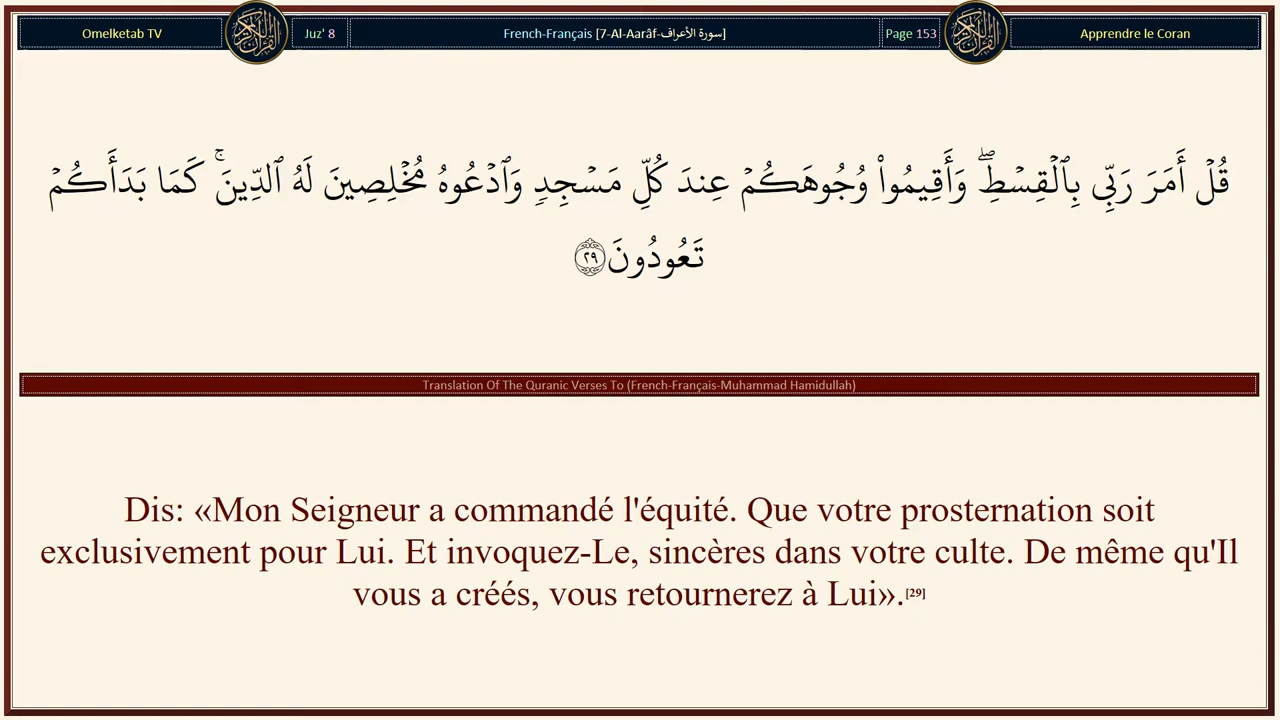 Omelketab TV
Juz' 8
French-Français [7-Al-Aarâf-سورة الأعراف]
Page 153
Apprendre le Coran
قُلۡ أَمَرَ رَبِّي بِٱلۡقِسۡطِۖ وَأَقِيمُواْ وُجُوهَكُمۡ عِندَ كُلِّ مَسۡجِدٖ وَٱدۡعُوهُ مُخۡلِصِينَ لَهُ ٱلدِّينَۚ كَمَا بَدَأَكُمۡ
تَعُودُونَ ٢٩
Translation Of The Quranic Verses To (French-Français-Muhammad Hamidullah)
Dis: «Mon Seigneur a commandé l'équité. Que votre prosternation soit
exclusivement pour Lui. Et invoquez-Le, sincères dans votre culte. De même qu'Il
vous a créés, vous retournerez à Lui».[29]